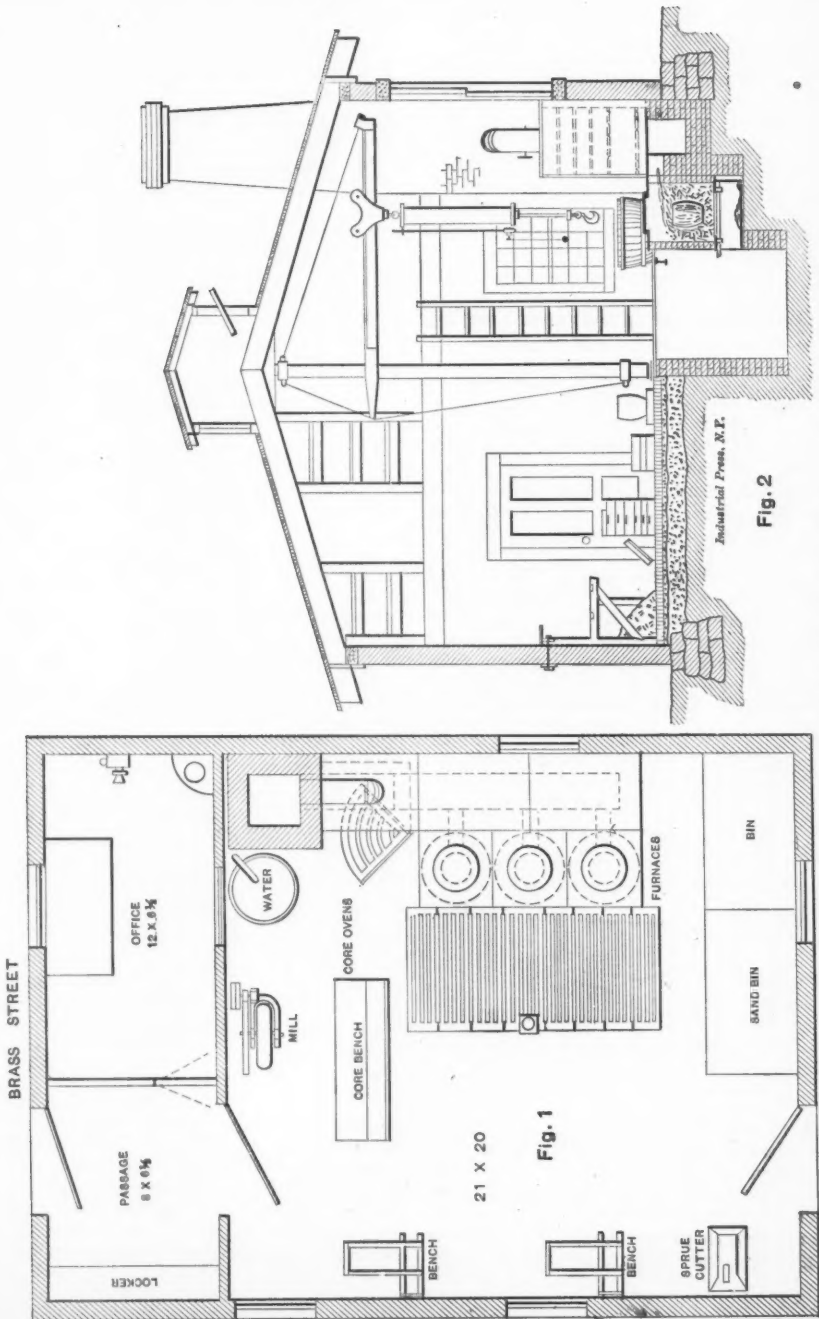 BRASS STREET
OFFICE
12 X 6½
PASSAGE
8 X 6½
LOCKER
WATER
MILL
CORE OVENS
CORE BENCH
FURNACES
21 X 20
Fig. 1
BENCH
BENCH
SPRUE
CUTTER
SAND BIN
BIN
Industrial Press, N.Y.
Fig. 2